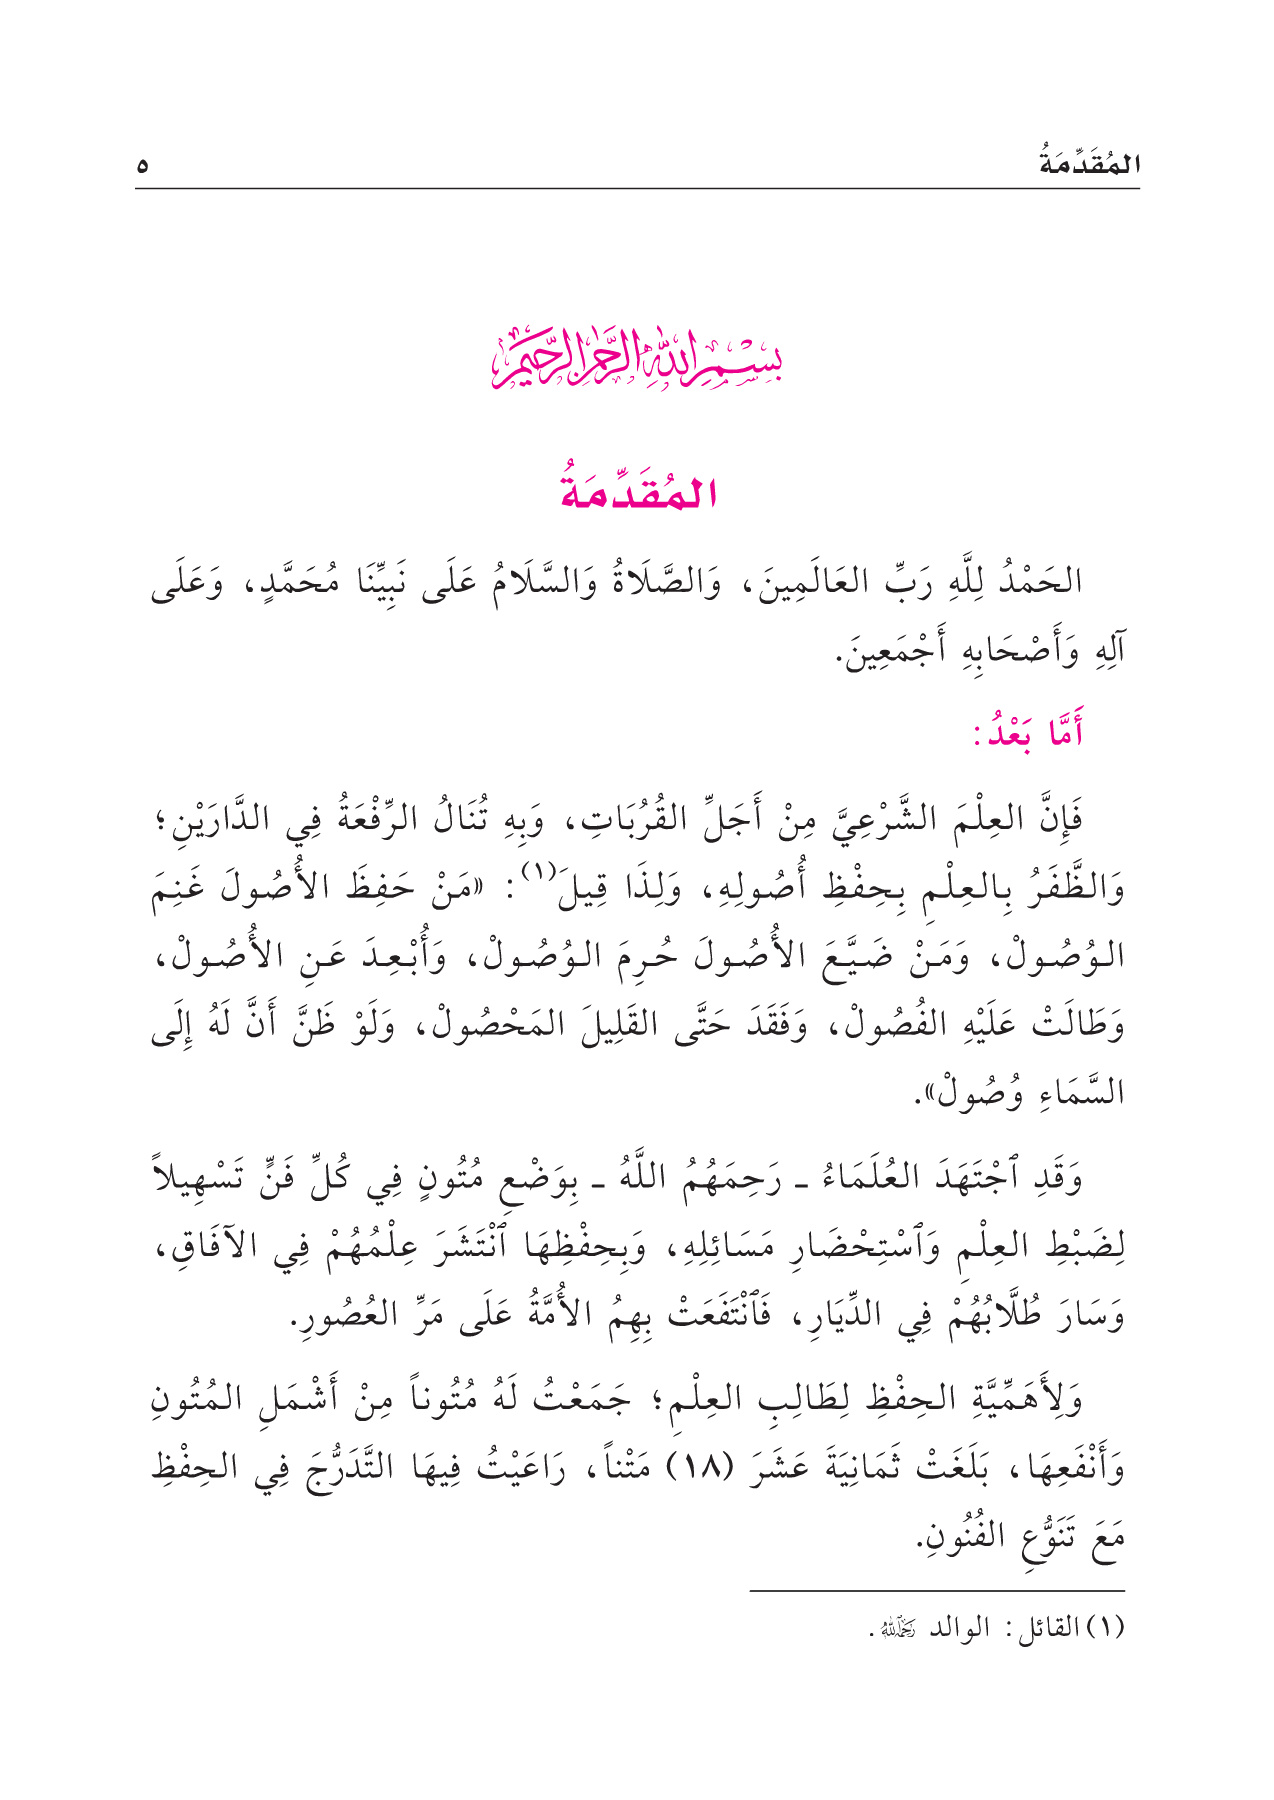 المُقَدِّمَةُ
٥
بِسْمِ اللَّهِ الرَّحْمَنِ الرَّحِيمِ
المُقَدِّمَةُ
الحَمْدُ لِلَّهِ رَبِّ العَالَمِينَ، وَالصَّلَاةُ وَالسَّلَامُ عَلَى نَبِيِّنَا مُحَمَّدٍ، وَعَلَى
آلِهِ وَأَصْحَابِهِ أَجْمَعِينَ.
أَمَّا بَعْدُ:
فَإِنَّ العِلْمَ الشَّرْعِيَّ مِنْ أَجَلِّ القُرُبَاتِ، وَبِهِ تُنَالُ الرِّفْعَةُ فِي الدَّارَيْنِ؛
وَالظَّفَرُ بِالعِلْمِ بِحِفْظِ أُصُولِهِ، وَلِذَا قِيلَ(١): «مَنْ حَفِظَ الأُصُولَ غَنِمَ
الوُصُولْ، وَمَنْ ضَيَّعَ الأُصُولَ حُرِمَ الوُصُولْ، وَأُبْعِدَ عَنِ الأُصُولْ،
وَطَالَتْ عَلَيْهِ الفُصُولْ، وَفَقَدَ حَتَّى القَلِيلَ المَحْصُولْ، وَلَوْ ظَنَّ أَنَّ لَهُ إِلَى
السَّمَاءِ وُصُولْ».
وَقَدِ ٱجْتَهَدَ العُلَمَاءُ ـ رَحِمَهُمُ اللَّهُ ـ بِوَضْعِ مُتُونٍ فِي كُلِّ فَنٍّ تَسْهِيلاً
لِضَبْطِ العِلْمِ وَٱسْتِحْضَارِ مَسَائِلِهِ، وَبِحِفْظِهَا ٱنْتَشَرَ عِلْمُهُمْ فِي الآفَاقِ،
وَسَارَ طُلَّابُهُمْ فِي الدِّيَارِ، فَٱنْتَفَعَتْ بِهِمُ الأُمَّةُ عَلَى مَرِّ العُصُورِ.
وَلِأَهَمِّيَّةِ الحِفْظِ لِطَالِبِ العِلْمِ؛ جَمَعْتُ لَهُ مُتُوناً مِنْ أَشْمَلِ المُتُونِ
وَأَنْفَعِهَا، بَلَغَتْ ثَمَانِيَةَ عَشَرَ (١٨) مَتْناً، رَاعَيْتُ فِيهَا التَّدَرُّجَ فِي الحِفْظِ
مَعَ تَنَوُّعِ الفُنُونِ.
(١) القائل: الوالد رَحِمَهُ اللَّهُ.